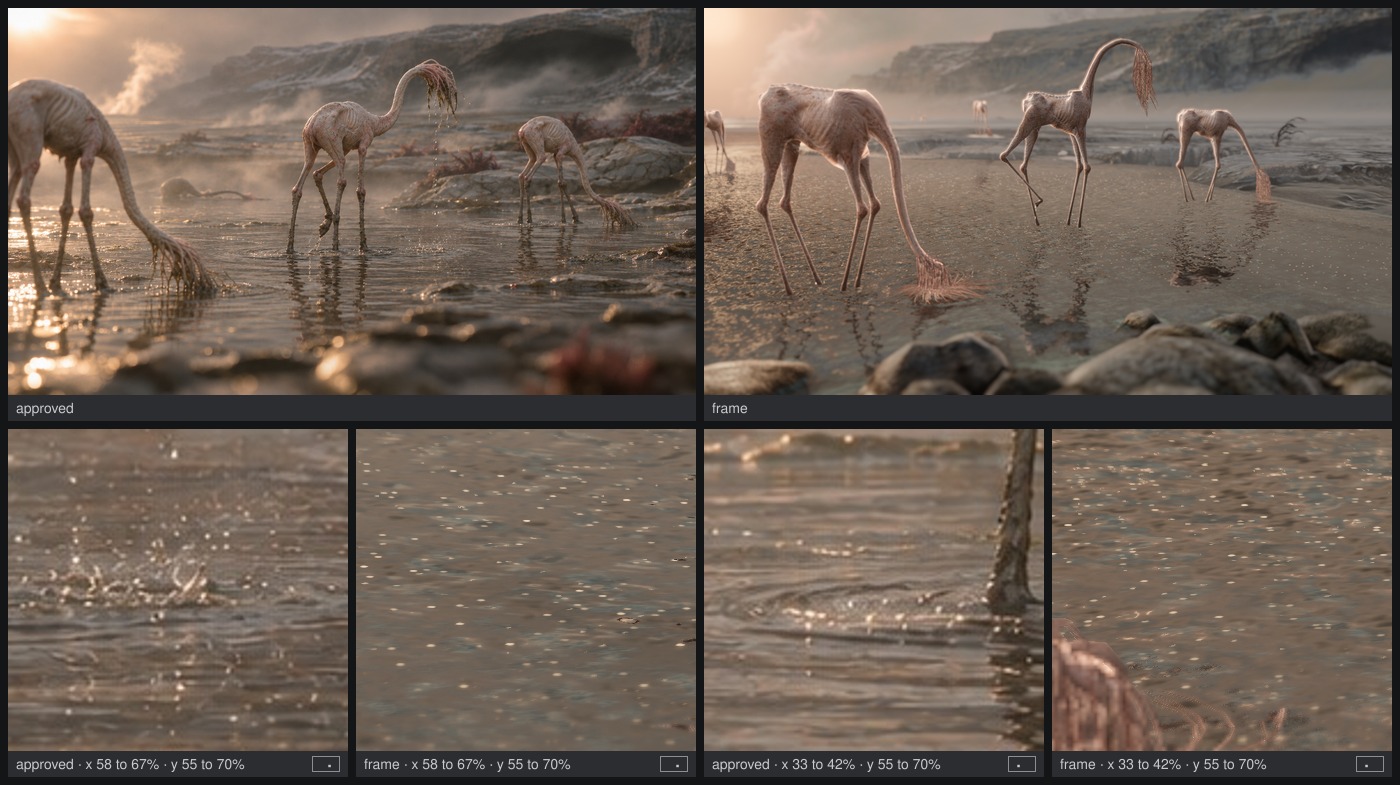 approved
frame
approved · x 58 to 67% · y 55 to 70%
frame · x 58 to 67% · y 55 to 70%
approved · x 33 to 42% · y 55 to 70%
frame · x 33 to 42% · y 55 to 70%